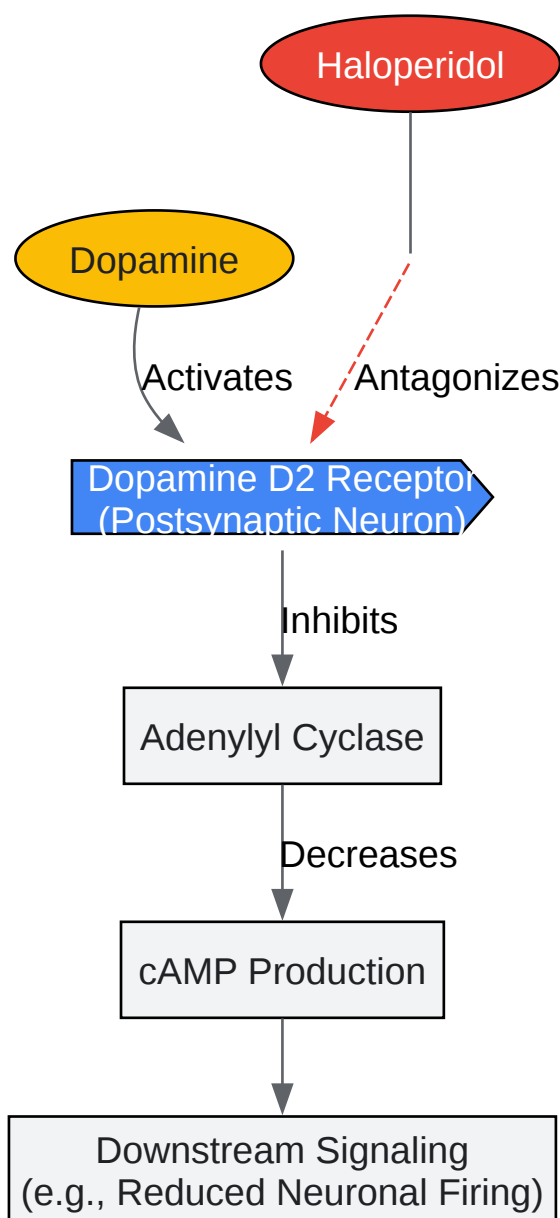 Haloperidol
Dopamine
Activates
Antagonizes
Dopamine D2 Receptor
(Postsynaptic Neuron)
Inhibits
Adenylyl Cyclase
Decreases
cAMP Production
Downstream Signaling
(e.g., Reduced Neuronal Firing)